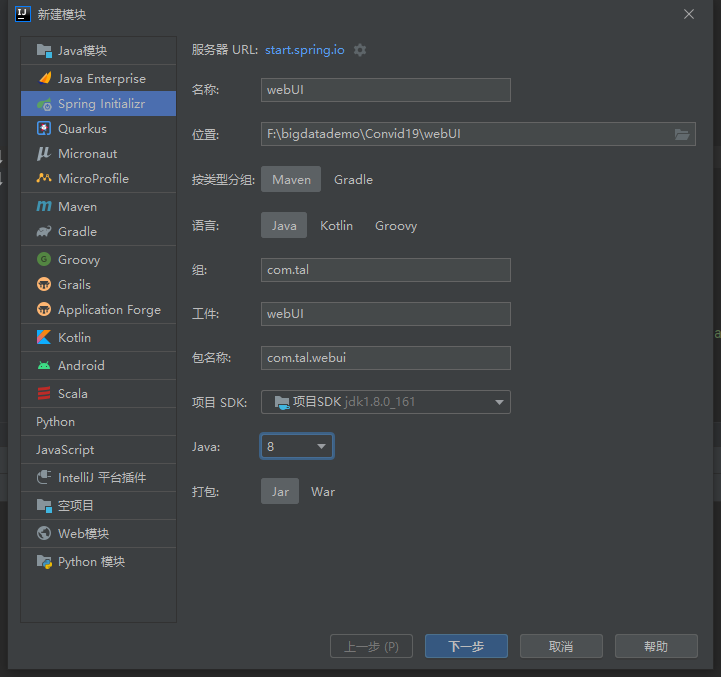 新建模块
Java模块
Java Enterprise
Spring Initializr
Quarkus
Micronaut
MicroProfile
Maven
Gradle
Groovy
Grails
Application Forge
Kotlin
Android
Scala
Python
JavaScript
IntelliJ 平台插件
空项目
Web模块
Python 模块
服务器 URL: start.spring.io
名称: webUI
位置: F:\bigdatademo\Convid19\webUI
按类型分组: Maven Gradle
语言: Java Kotlin Groovy
组: com.tal
工件: webUI
包名称: com.tal.webui
项目 SDK: 项目SDK jdk1.8.0_161
Java: 8
打包: Jar War
上一步 (P) 下一步 取消 帮助